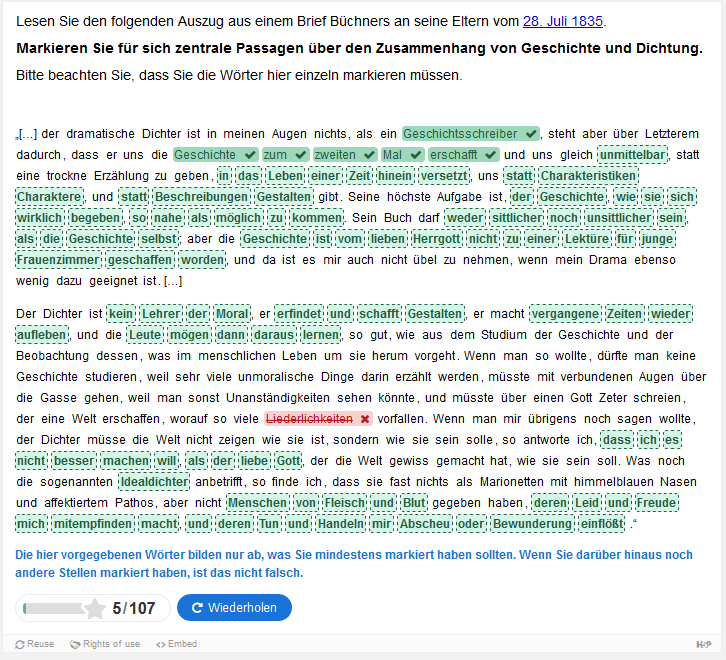 Lesen Sie den folgenden Auszug aus einem Brief Büchners an seine Eltern vom 28. Juli 1835.
Markieren Sie für sich zentrale Passagen über den Zusammenhang von Geschichte und Dichtung.
Bitte beachten Sie, dass Sie die Wörter hier einzeln markieren müssen.
„[...] der dramatische Dichter ist in meinen Augen nichts, als ein Geschichtsschreiber ✔, steht aber über Letzterem
dadurch, dass er uns die Geschichte ✔ zum ✔ zweiten ✔ Mal ✔ erschafft ✔ und uns gleich unmittelbar, statt
eine trockne Erzählung zu geben, in das Leben einer Zeit hinein versetzt, uns statt Charakteristiken
Charaktere, und statt Beschreibungen Gestalten gibt. Seine höchste Aufgabe ist, der Geschichte, wie sie sich
wirklich begeben, so nahe als möglich zu kommen. Sein Buch darf weder sittlicher noch unsittlicher sein,
als die Geschichte selbst; aber die Geschichte ist vom lieben Herrgott nicht zu einer Lektüre für junge
Frauenzimmer geschaffen worden, und da ist es mir auch nicht übel zu nehmen, wenn mein Drama ebenso
wenig dazu geeignet ist. [...]
Der Dichter ist kein Lehrer der Moral, er erfindet und schafft Gestalten, er macht vergangene Zeiten wieder
aufleben, und die Leute mögen dann daraus lernen, so gut, wie aus dem Studium der Geschichte und der
Beobachtung dessen, was im menschlichen Leben um sie herum vorgeht. Wenn man so wollte, dürfte man keine
Geschichte studieren, weil sehr viele unmoralische Dinge darin erzählt werden, müsste mit verbundenen Augen über
die Gasse gehen, weil man sonst Unanständigkeiten sehen könnte, und müsste über einen Gott Zeter schreien,
der eine Welt erschaffen, worauf so viele Liederlichkeiten ✖ vorfallen. Wenn man mir übrigens noch sagen wollte,
der Dichter müsse die Welt nicht zeigen wie sie ist, sondern wie sie sein solle, so antworte ich, dass ich es
nicht besser machen will, als der liebe Gott, der die Welt gewiss gemacht hat, wie sie sein soll. Was noch
die sogenannten Idealdichter anbetrifft, so finde ich, dass sie fast nichts als Marionetten mit himmelblauen Nasen
und affektiertem Pathos, aber nicht Menschen von Fleisch und Blut gegeben haben, deren Leid und Freude
mich mitempfinden macht, und deren Tun und Handeln mir Abscheu oder Bewunderung einflößt .“
Die hier vorgegebenen Wörter bilden nur ab, was Sie mindestens markiert haben sollten. Wenn Sie darüber hinaus noch
andere Stellen markiert haben, ist das nicht falsch.
5/107 Wiederholen
Reuse Rights of use Embed H5P